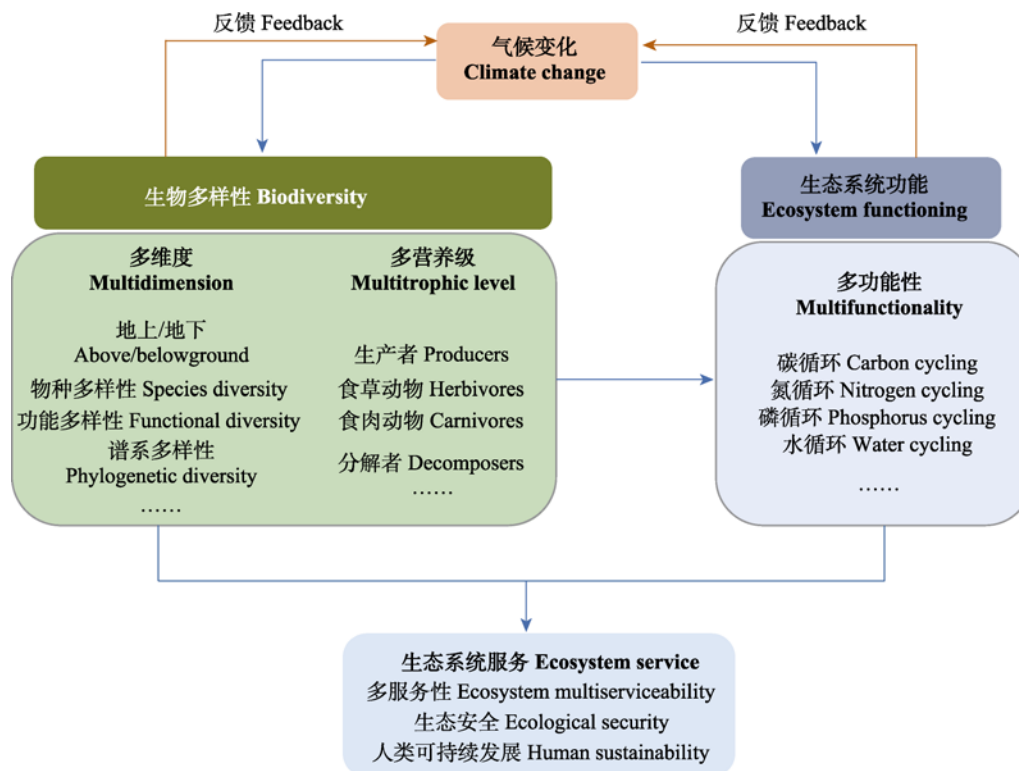 反馈 Feedback
反馈 Feedback
气候变化
Climate change
生物多样性 Biodiversity
多维度
Multidimension
地上/地下
Above/belowground
物种多样性 Species diversity
功能多样性 Functional diversity
谱系多样性
Phylogenetic diversity
……
多营养级
Multitrophic level
生产者 Producers
食草动物 Herbivores
食肉动物 Carnivores
分解者 Decomposers
……
生态系统功能
Ecosystem functioning
多功能性
Multifunctionality
碳循环 Carbon cycling
氮循环 Nitrogen cycling
磷循环 Phosphorus cycling
水循环 Water cycling
……
生态系统服务 Ecosystem service
多服务性 Ecosystem multiserviceability
生态安全 Ecological security
人类可持续发展 Human sustainability